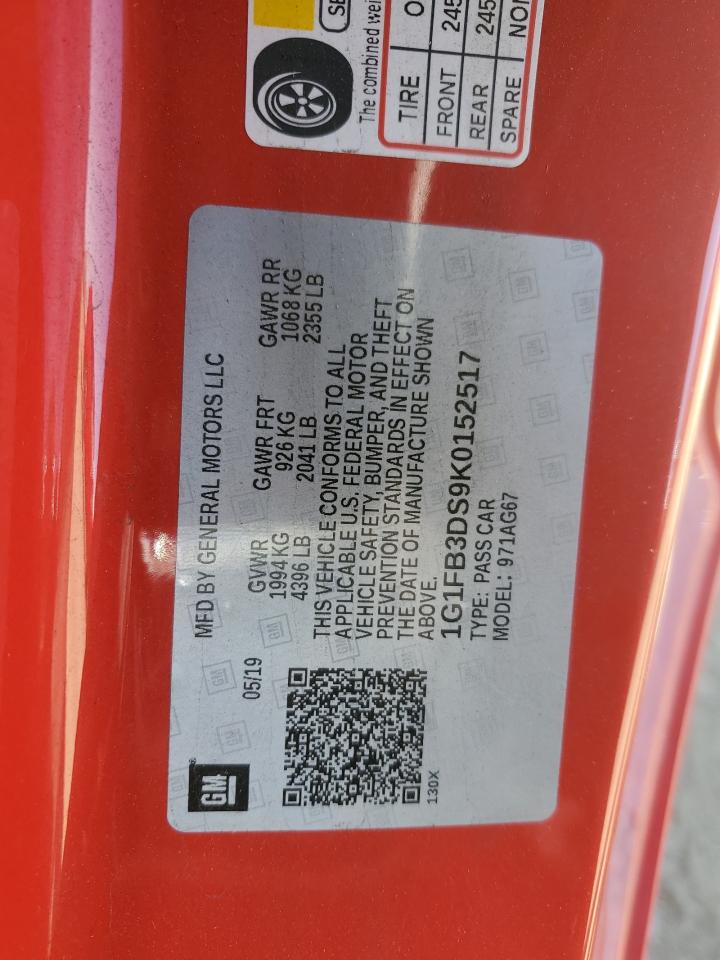 GM
MFD BY GENERAL MOTORS LLC
05/19
GVWR GAWR FRT GAWR RR
1994 KG 926 KG 1068 KG
4396 LB 2041 LB 2355 LB
THIS VEHICLE CONFORMS TO ALL
APPLICABLE U.S. FEDERAL MOTOR
VEHICLE SAFETY, BUMPER, AND THEFT
PREVENTION STANDARDS IN EFFECT ON
THE DATE OF MANUFACTURE SHOWN
ABOVE.
1G1FB3DS9K0152517
TYPE: PASS CAR
MODEL: 971AG67
130X
The combined
TIRE
FRONT 245
REAR 245
SPARE